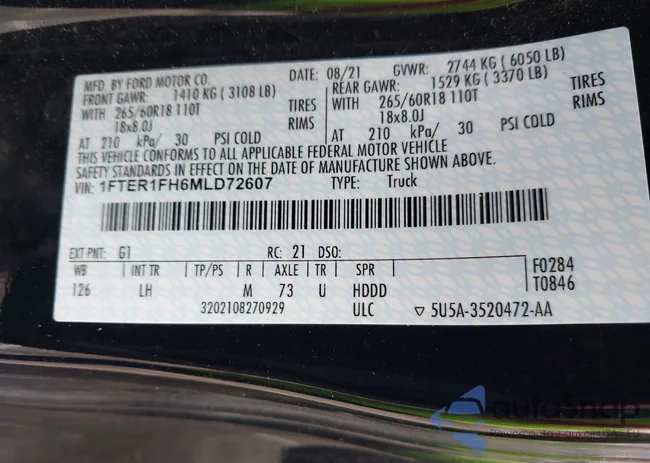 MFD. BY FORD MOTOR CO. DATE: 08/21 GVWR: 2744 KG ( 6050 LB)
FRONT GAWR: 1410 KG ( 3108 LB) REAR GAWR: 1529 KG ( 3370 LB)
WITH 265/60R18 110T TIRES WITH 265/60R18 110T TIRES
18x8.0J RIMS 18x8.0J RIMS
AT 210 kPa/ 30 PSI COLD AT 210 kPa/ 30 PSI COLD
THIS VEHICLE CONFORMS TO ALL APPLICABLE FEDERAL MOTOR VEHICLE
SAFETY STANDARDS IN EFFECT ON THE DATE OF MANUFACTURE SHOWN ABOVE.
VIN: 1FTER1FH6MLD72607 TYPE: Truck
EXT PNT: G1 RC: 21 DSO:
WB INT TR TP/PS R AXLE TR SPR F0284
126 LH M 73 U HDDD T0846
3202108270929 ULC ▽ 5U5A-3520472-AA
autoSnap